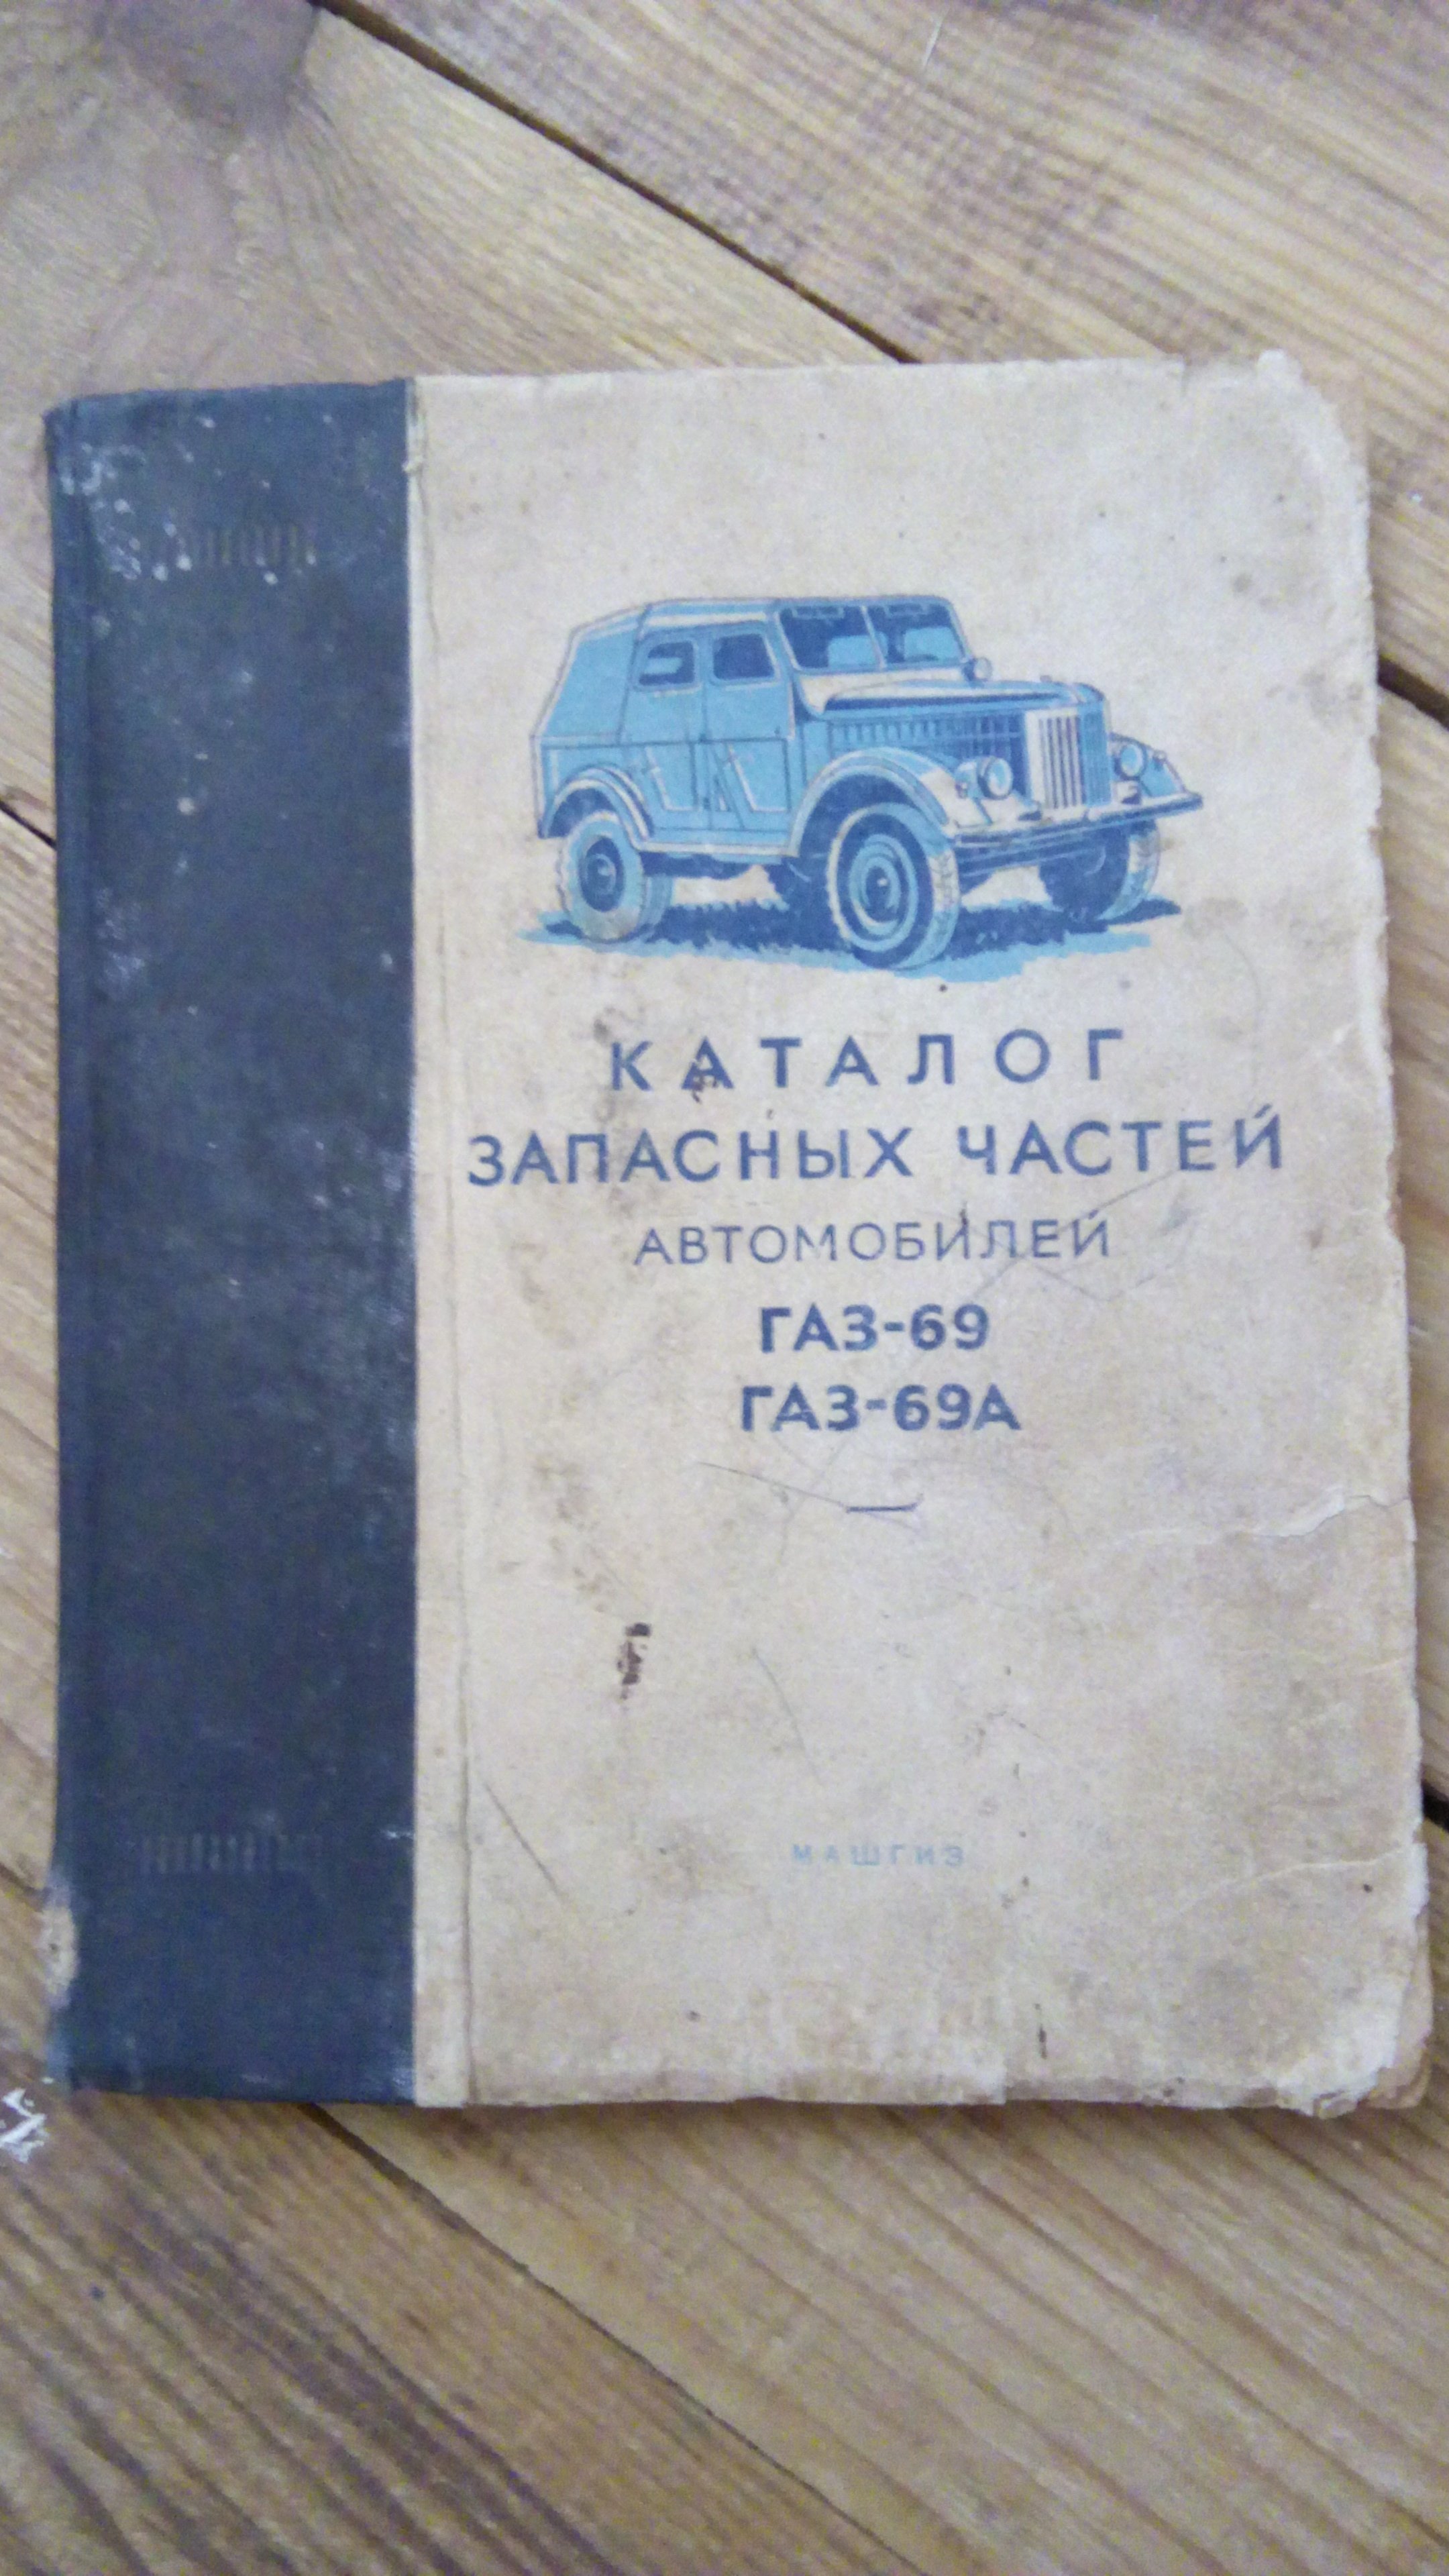 КАТАЛОГ
ЗАПАСНЫХ ЧАСТЕЙ
АВТОМОБИЛЕЙ
ГАЗ-69
ГАЗ-69А
МАШГИЗ